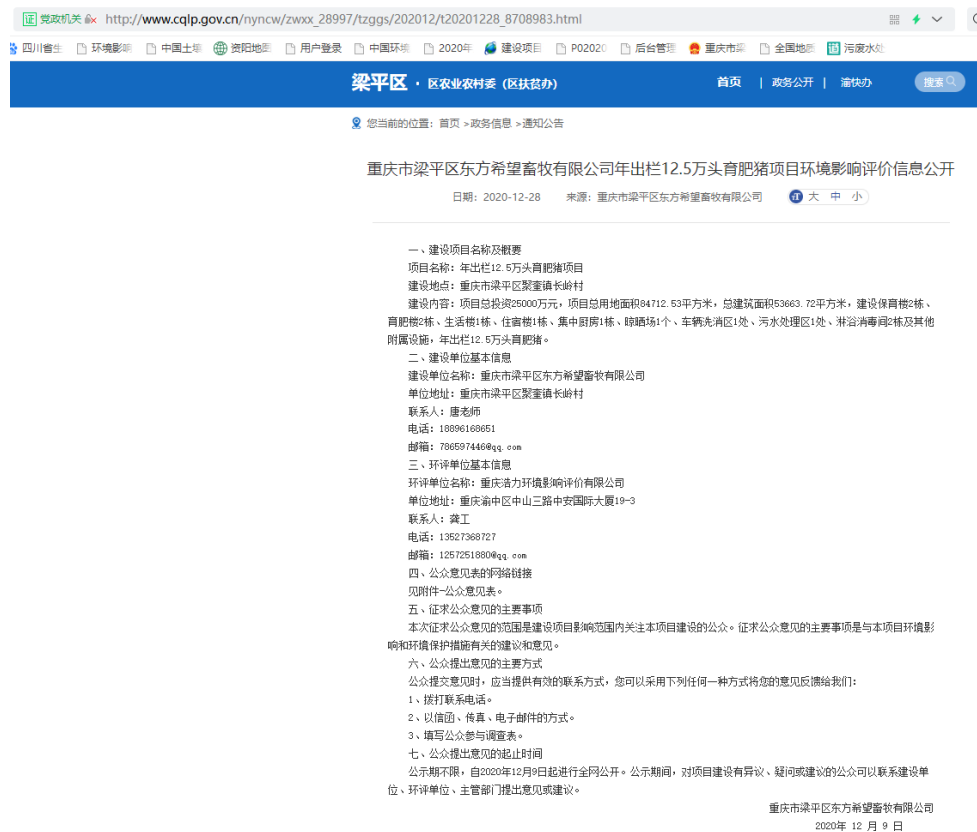 证 党政机关 http://www.cqlp.gov.cn/nyncw/zwxx_28997/tzggs/202012/t20201228_8708983.html
四川省生 环境影响 中国土壤 资阳地图 用户登录 中国环境 2020年 建设项目 P02020 后台管理 重庆市梁 全国地质 污废水处
梁平区 · 区农业农村委（区扶贫办） 首页 | 政务公开 | 渝快办 搜索
您当前的位置：首页 >政务信息 >通知公告
重庆市梁平区东方希望畜牧有限公司年出栏12.5万头育肥猪项目环境影响评价信息公开
日期：2020-12-28 来源：重庆市梁平区东方希望畜牧有限公司 大 中 小
一、建设项目名称及概要
项目名称：年出栏12.5万头育肥猪项目
建设地点：重庆市梁平区聚奎镇长岭村
建设内容：项目总投资25000万元，项目总用地面积84712.53平方米，总建筑面积53663.72平方米，建设保育楼2栋、
育肥楼2栋、生活楼1栋、住宿楼1栋、集中厨房1栋、晾晒场1个、车辆洗消区1处、污水处理区1处、淋浴消毒间2栋及其他
附属设施，年出栏12.5万头育肥猪。
二、建设单位基本信息
建设单位名称：重庆市梁平区东方希望畜牧有限公司
单位地址：重庆市梁平区聚奎镇长岭村
联系人：唐老师
电话：18896168651
邮箱：786597446@qq.com
三、环评单位基本信息
环评单位名称：重庆浩力环境影响评价有限公司
单位地址：重庆渝中区中山三路中安国际大厦19-3
联系人：龚工
电话：13527368727
邮箱：1257251880@qq.com
四、公众意见表的网络链接
见附件-公众意见表。
五、征求公众意见的主要事项
本次征求公众意见的范围是建设项目影响范围内关注本项目建设的公众。征求公众意见的主要事项是与本项目环境影
响和环境保护措施有关的建议和意见。
六、公众提出意见的主要方式
公众提交意见时，应当提供有效的联系方式，您可以采用下列任何一种方式将您的意见反馈给我们：
1、拨打联系电话。
2、以信函、传真、电子邮件的方式。
3、填写公众参与调查表。
七、公众提出意见的起止时间
公示期不限，自2020年12月9日起进行全网公开。公示期间，对项目建设有异议、疑问或建议的公众可以联系建设单
位、环评单位、主管部门提出意见或建议。
重庆市梁平区东方希望畜牧有限公司
2020年 12 月 9 日